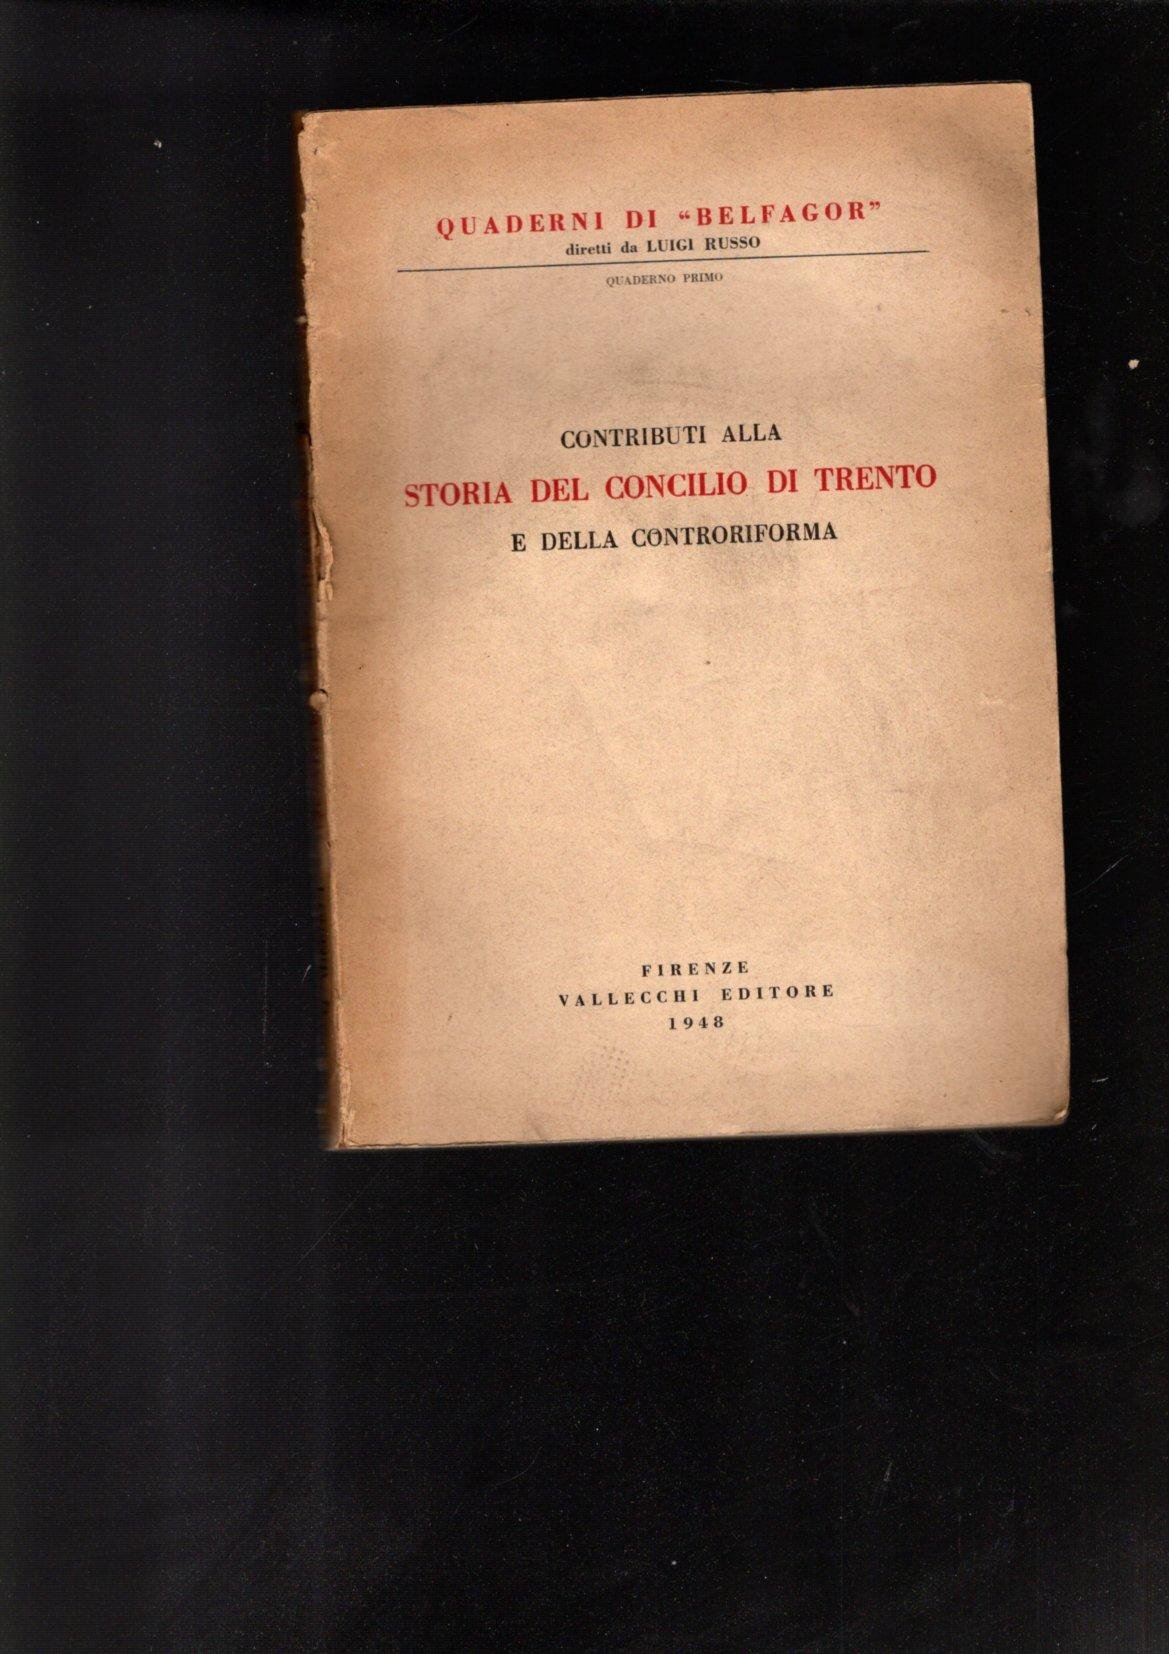 QUADERNI DI “BELFAGOR”
diretti da LUIGI RUSSO
QUADERNO PRIMO
CONTRIBUTI ALLA
STORIA DEL CONCILIO DI TRENTO
E DELLA CONTRORIFORMA
FIRENZE
VALLECCHI EDITORE
1948